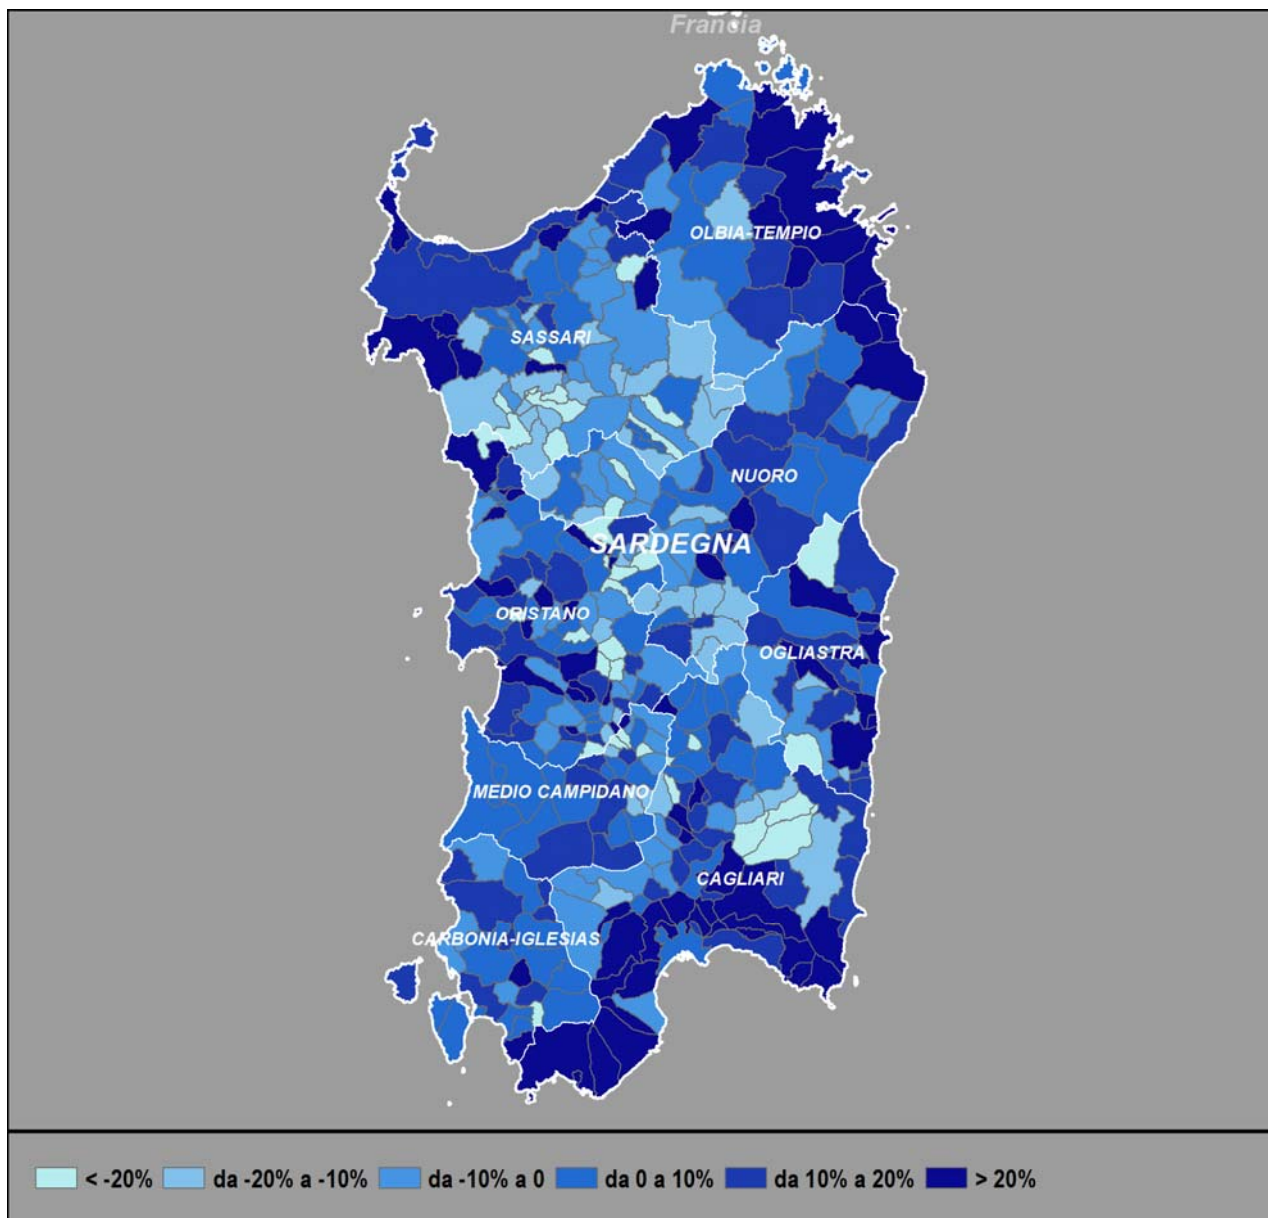 Francia
OLBIA-TEMPIO
SASSARI
NUORO
SARDEGNA
ORISTANO
OGLIASTRA
MEDIO CAMPIDANO
CAGLIARI
CARBONIA-IGLESIAS
< -20% da -20% a -10% da -10% a 0 da 0 a 10% da 10% a 20% > 20%